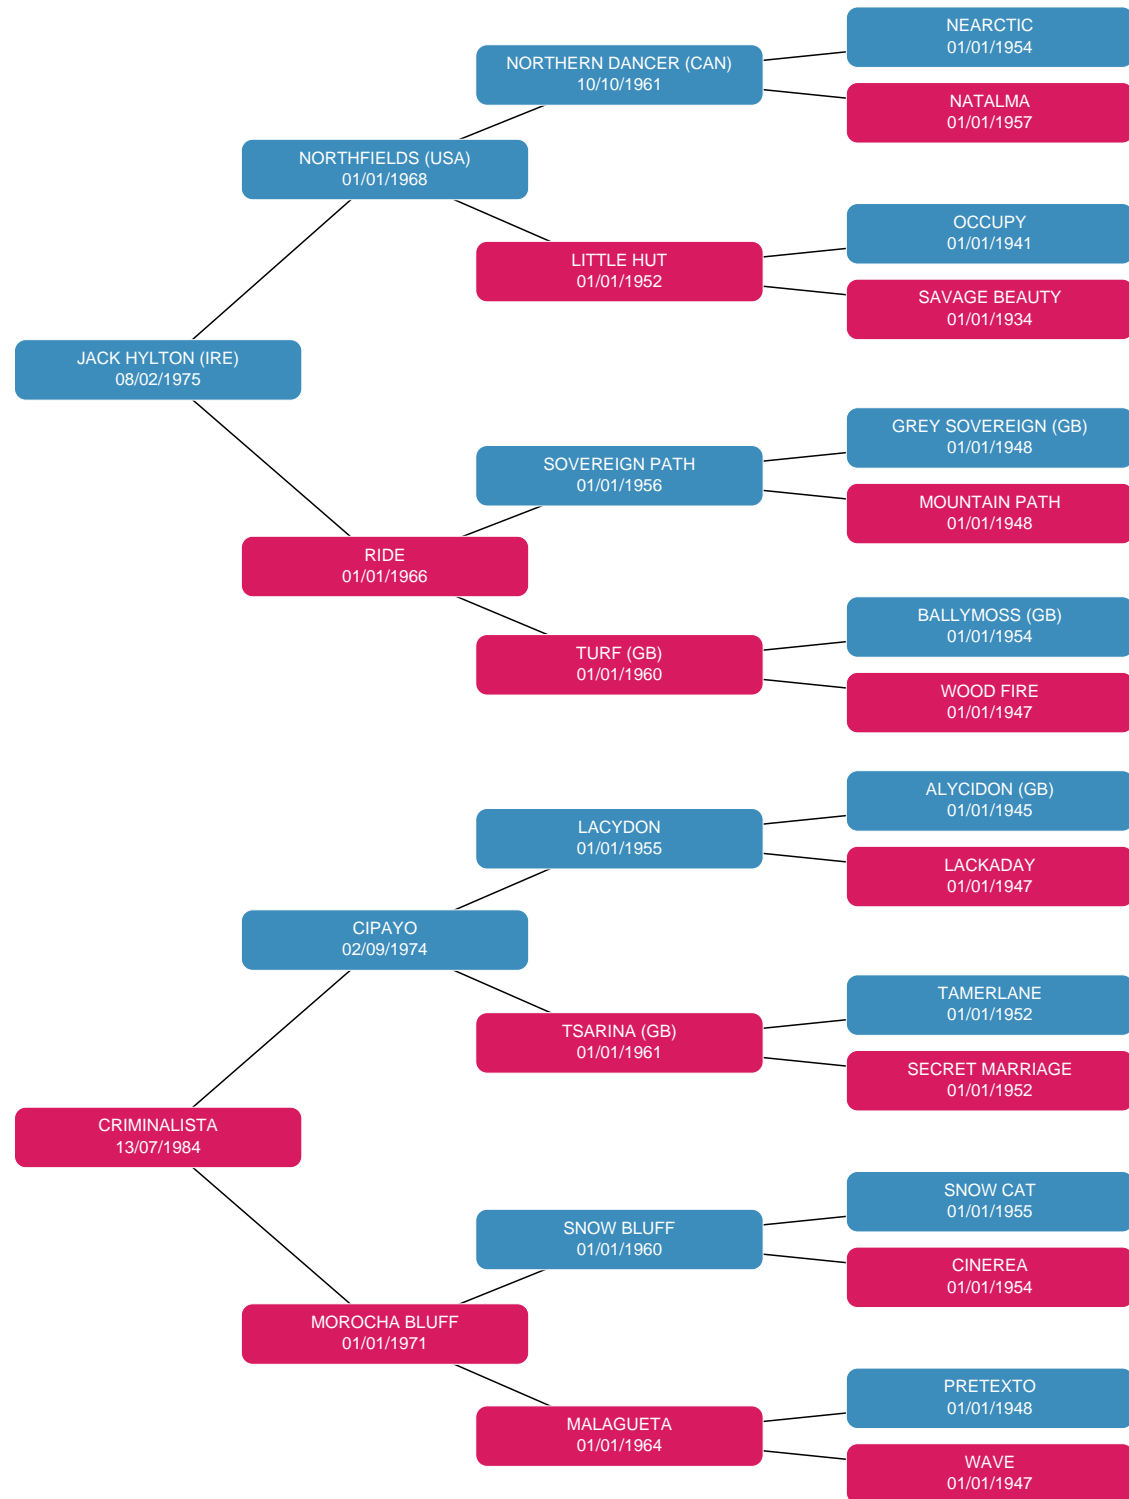 NEARCTIC
01/01/1954
NORTHERN DANCER (CAN)
10/10/1961
NATALMA
01/01/1957
NORTHFIELDS (USA)
01/01/1968
OCCUPY
01/01/1941
LITTLE HUT
01/01/1952
SAVAGE BEAUTY
01/01/1934
JACK HYLTON (IRE)
08/02/1975
GREY SOVEREIGN (GB)
01/01/1948
SOVEREIGN PATH
01/01/1956
MOUNTAIN PATH
01/01/1948
RIDE
01/01/1966
BALLYMOSS (GB)
01/01/1954
TURF (GB)
01/01/1960
WOOD FIRE
01/01/1947
ALYCIDON (GB)
01/01/1945
LACYDON
01/01/1955
LACKADAY
01/01/1947
CIPAYO
02/09/1974
TAMERLANE
01/01/1952
TSARINA (GB)
01/01/1961
SECRET MARRIAGE
01/01/1952
CRIMINALISTA
13/07/1984
SNOW CAT
01/01/1955
SNOW BLUFF
01/01/1960
CINEREA
01/01/1954
MOROCHA BLUFF
01/01/1971
PRETEXTO
01/01/1948
MALAGUETA
01/01/1964
WAVE
01/01/1947